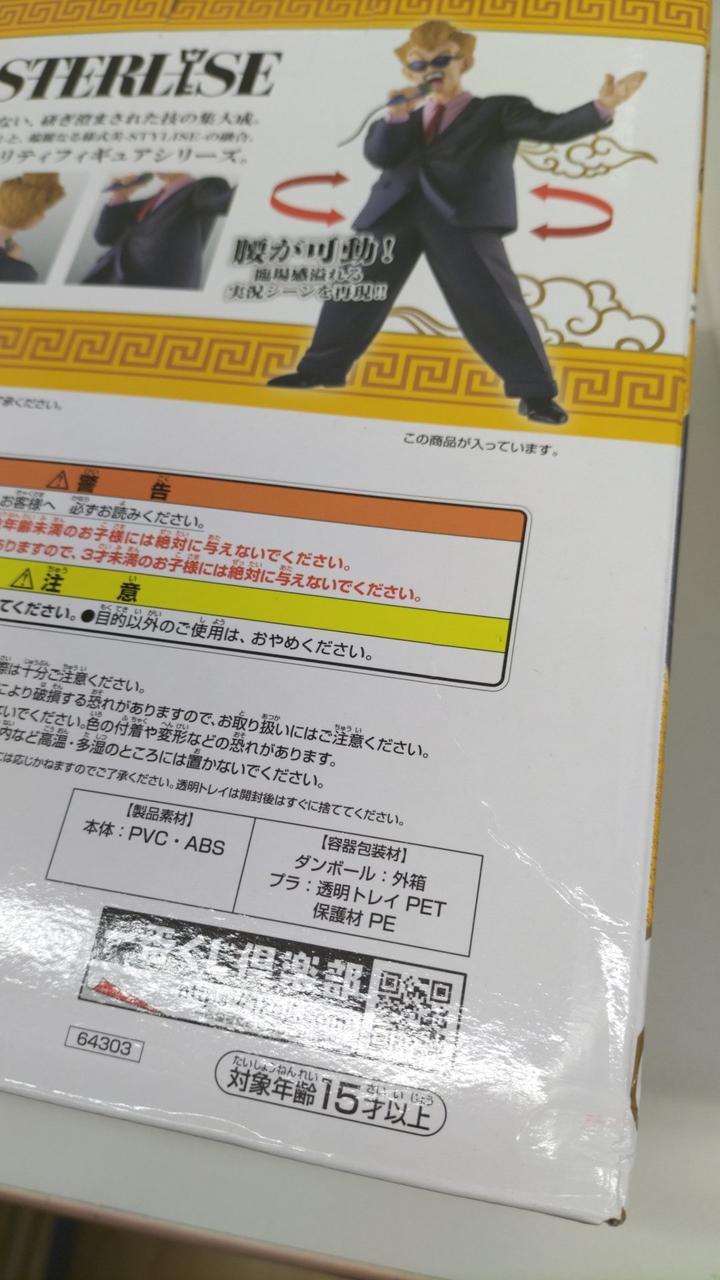 STERLISE
ない、研ぎ澄まされた技の集大成。
と、端麗なる様式美-STYLISE-の融合。
リティフィギュアシリーズ。
腰が可動!
臨場感溢れる
実況シーンを再現!!
了承ください。
この商品が入っています。
⚠警告
お客様へ 必ずお読みください。
年齢未満のお子様には絶対に与えないでください。
ありますので、3才未満のお子様には絶対に与えないでください。
⚠注意
てください。●目的以外のご使用は、おやめください。
際は十分ご注意ください。
により破損する恐れがありますので、お取り扱いにはご注意ください。
いでください。色の付着や変形などの恐れがあります。
内など高温・多湿のところには置かないでください。
には応じかねますのでご了承ください。透明トレイは開封後はすぐに捨ててください。
【製品素材】
本体:PVC・ABS
【容器包装材】
ダンボール:外箱
プラ:透明トレイ PET
保護材 PE
番くじ倶楽部
64303
対象年齢15才以上